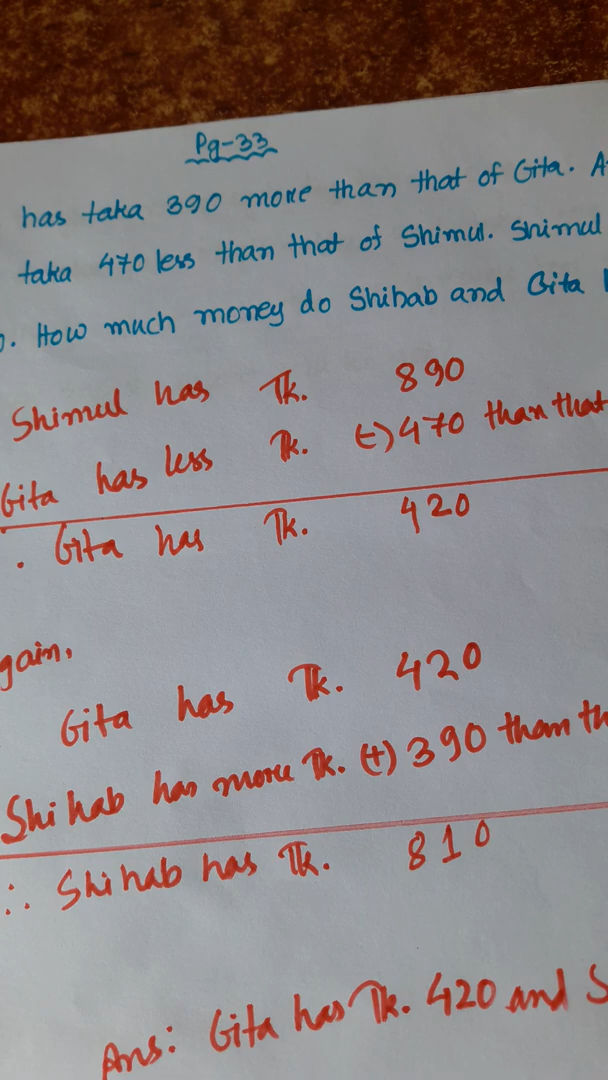 Pg-33
has taka 390 more than that of Gita. A
taka 470 less than that of Shimul. Shimul
. How much money do Shihab and Gita
Shimul has Tk. 890
Gita has less Tk. (-) 470 than that
. Gita has Tk. 420
gain,
Gita has Tk. 420
Shihab has more Tk. (+) 390 than th
∴ Shihab has Tk. 810
Ans: Gita has Tk. 420 and S